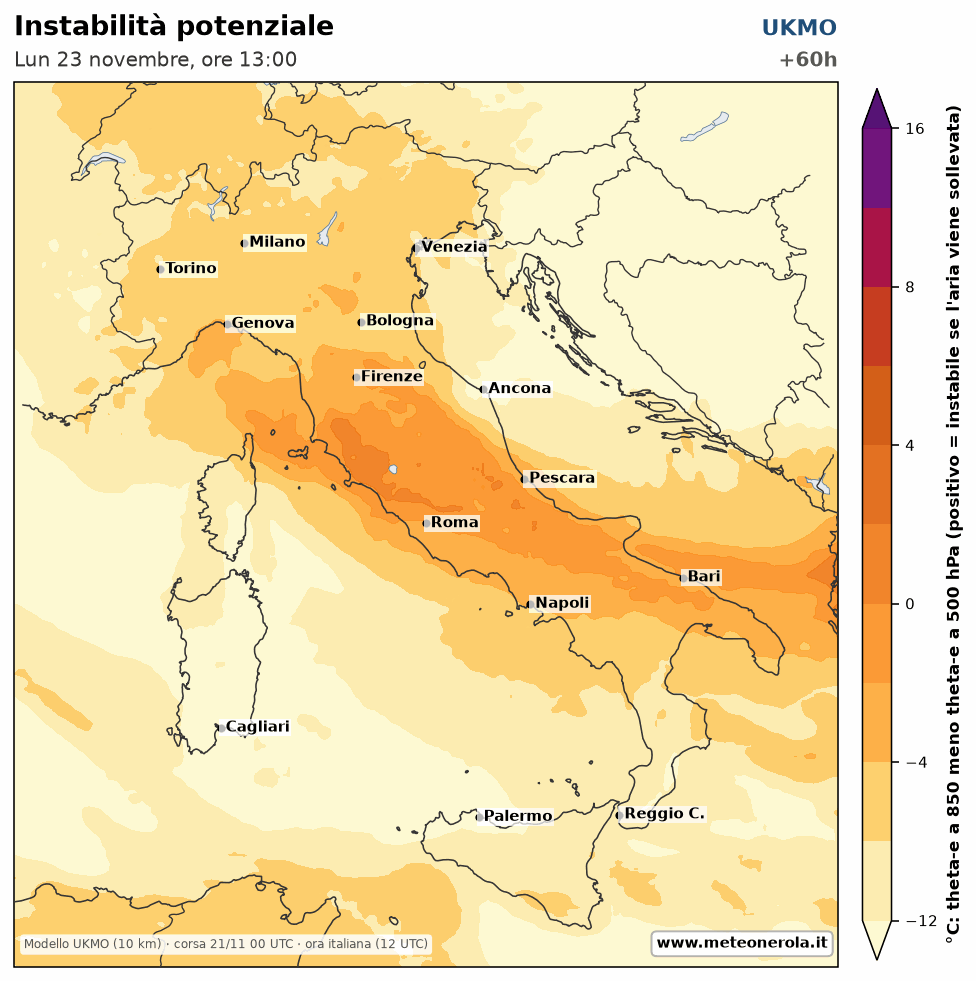 Instabilità potenziale
UKMO
Lun 23 novembre, ore 13:00
+60h
Milano
Venezia
Torino
Genova
Bologna
Firenze
Ancona
Pescara
Roma
Bari
Napoli
Cagliari
Palermo
Reggio C.
Modello UKMO (10 km) · corsa 21/11 00 UTC · ora italiana (12 UTC)
www.meteonerola.it
16
8
4
0
−4
−12
°C: theta-e a 850 meno theta-e a 500 hPa (positivo = instabile se l'aria viene sollevata)